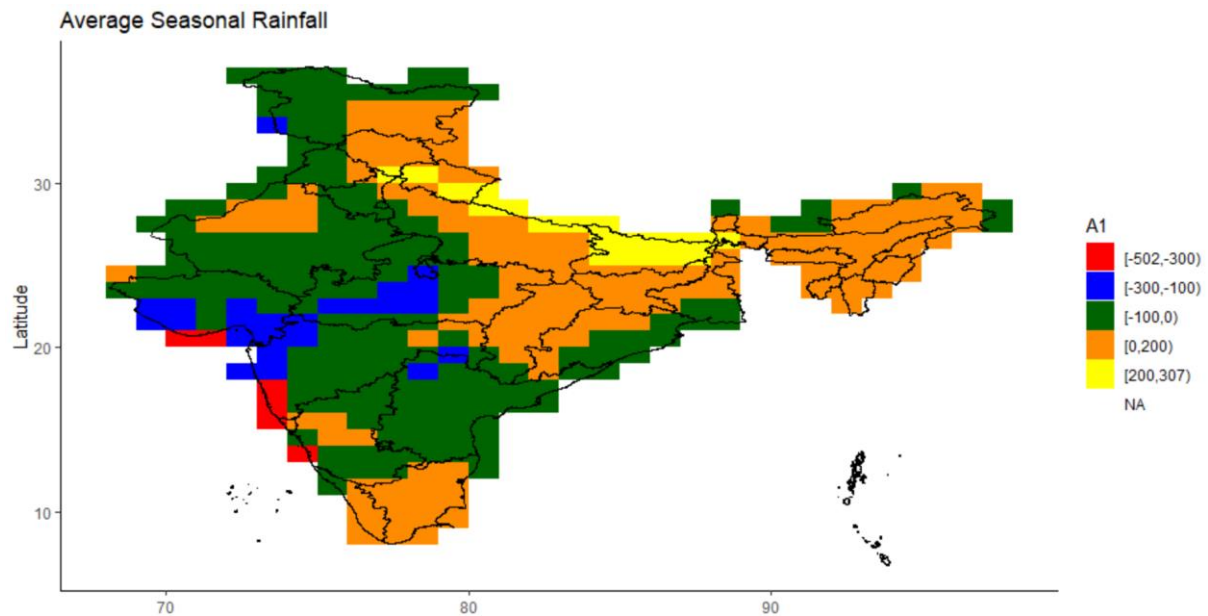 Average Seasonal Rainfall
30
20
10
Latitude
70
80
90
A1
[-502,-300)
[-300,-100)
[-100,0)
[0,200)
[200,307)
NA